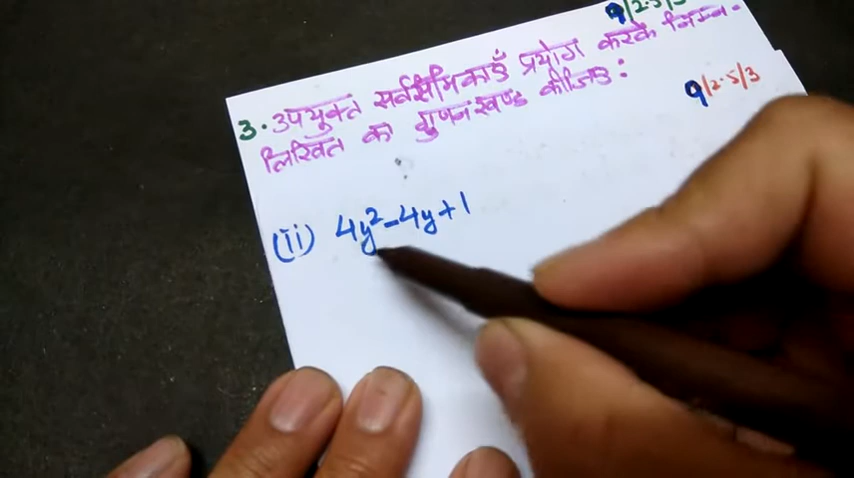 9/2.5/3
3. उपयुक्त सर्वसमिकाएँ प्रयोग करके निम्न-
लिखित का गुणनखण्ड कीजिए:
9/2.5/3
(ii) 4y²-4y+1